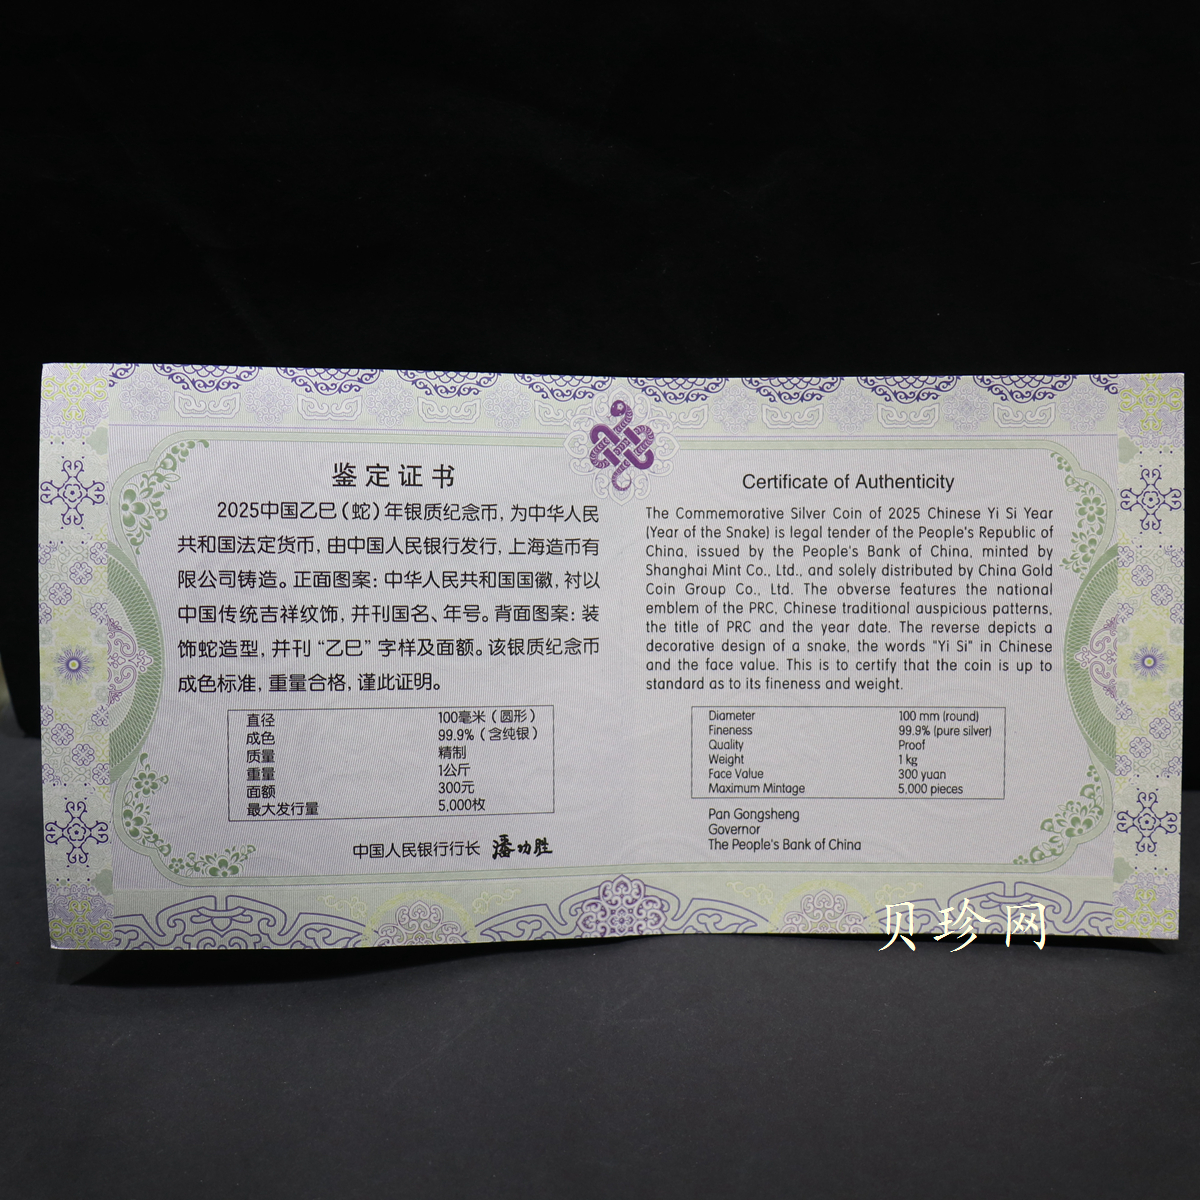 鉴定证书
2025中国乙巳（蛇）年银质纪念币，为中华人民
共和国法定货币，由中国人民银行发行，上海造币有
限公司铸造。正面图案：中华人民共和国国徽，衬以
中国传统吉祥纹饰，并刊国名、年号。背面图案：装
饰蛇造型，并刊“乙巳”字样及面额。该银质纪念币
成色标准，重量合格，谨此证明。
直径 100毫米（圆形）
成色 99.9%（含纯银）
质量 精制
重量 1公斤
面额 300元
最大发行量 5,000枚
中国人民银行行长 潘功胜
Certificate of Authenticity
The Commemorative Silver Coin of 2025 Chinese Yi Si Year
(Year of the Snake) is legal tender of the People's Republic of
China, issued by the People's Bank of China, minted by
Shanghai Mint Co., Ltd., and solely distributed by China Gold
Coin Group Co., Ltd. The obverse features the national
emblem of the PRC, Chinese traditional auspicious patterns,
the title of PRC and the year date. The reverse depicts a
decorative design of a snake, the words "Yi Si" in Chinese
and the face value. This is to certify that the coin is up to
standard as to its fineness and weight.
Diameter 100 mm (round)
Fineness 99.9% (pure silver)
Quality Proof
Weight 1 kg
Face Value 300 yuan
Maximum Mintage 5,000 pieces
Pan Gongsheng
Governor
The People's Bank of China
贝珍网